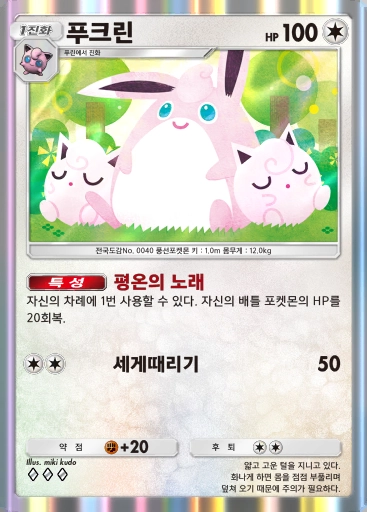 1진화 푸크린 HP 100
푸린에서 진화
전국도감No. 0040 풍선포켓몬 키 : 1.0m 몸무게 : 12.0kg
특성 평온의 노래
자신의 차례에 1번 사용할 수 있다. 자신의 배틀 포켓몬의 HP를
20회복.
세게때리기 50
약점 +20 후퇴
Illus. miki kudo
얇고 고운 털을 지니고 있다.
화나게 하면 몸을 점점 부풀리며
덮쳐 오기 때문에 주의가 필요하다.